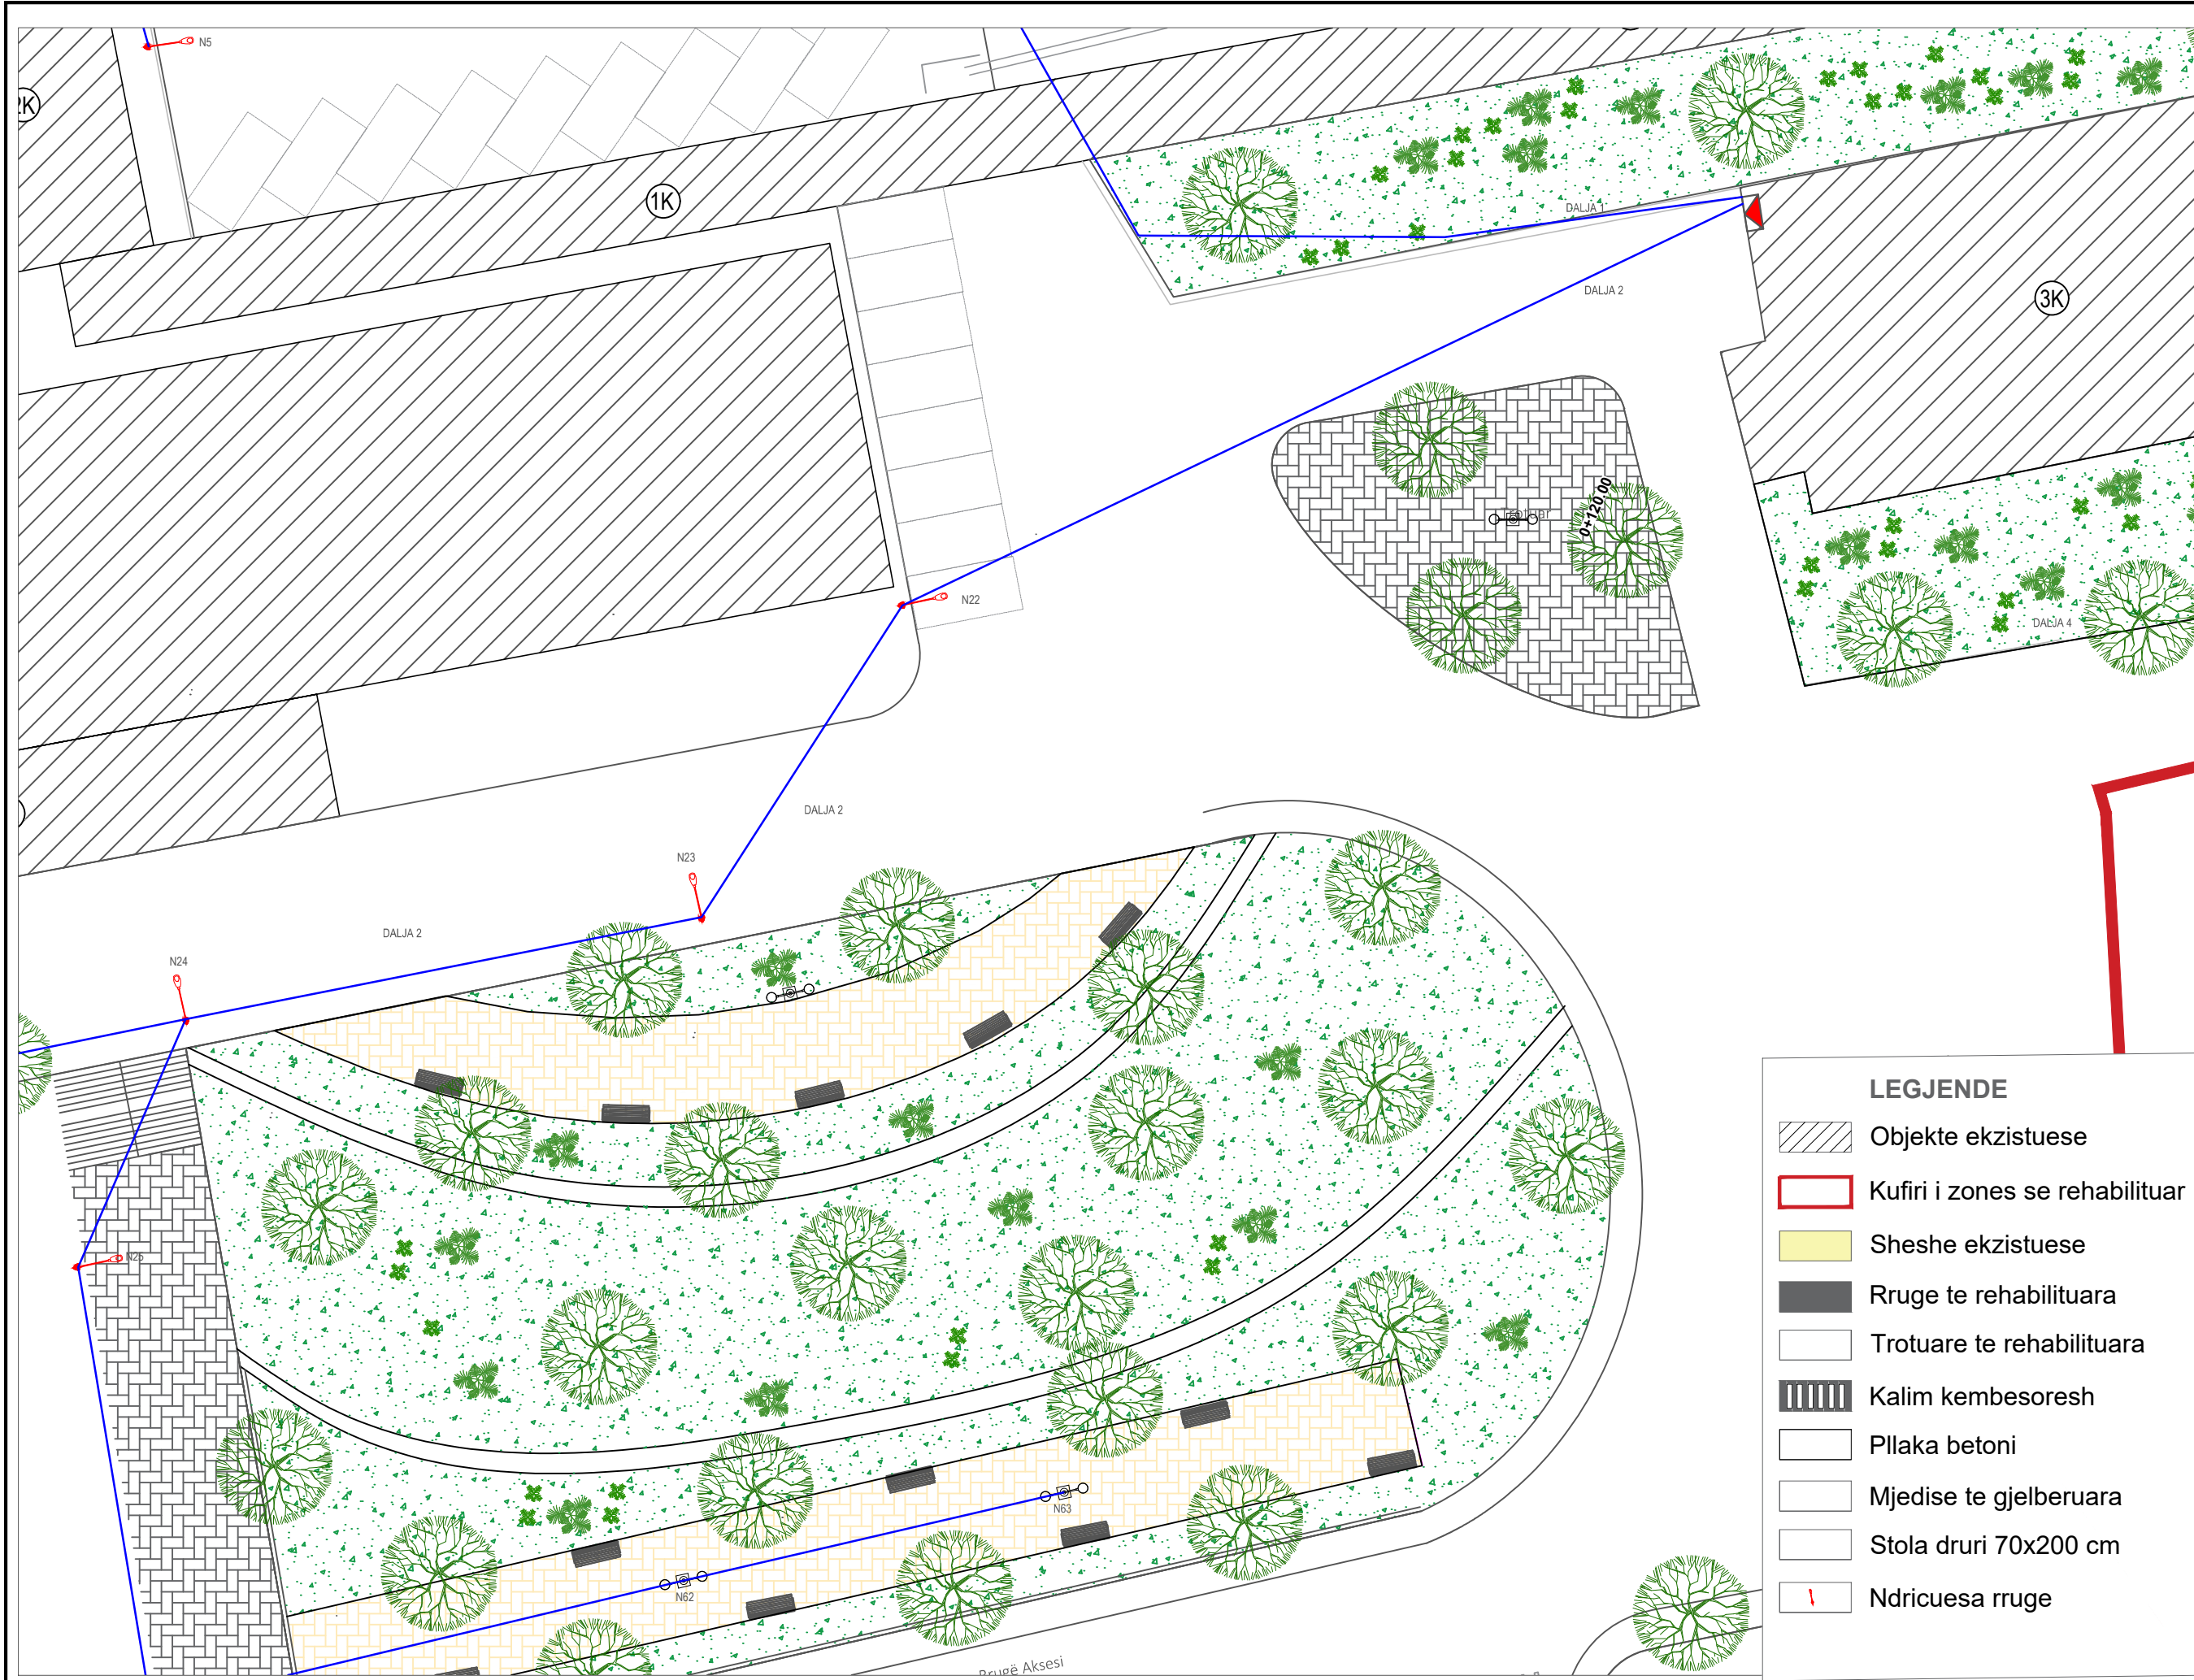 N5
1K
DALJA 1
3K
DALJA 2
0+120.00
N22
DALJA 4
DALJA 2
N23
DALJA 2
N24
LEGJENDE
Objekte ekzistuese
Kufiri i zones se rehabilituar
Sheshe ekzistuese
Rruge te rehabilituara
Trotuare te rehabilituara
Kalim kembesoresh
Pllaka betoni
Mjedise te gjelberuara
Stola druri 70x200 cm
Ndricuesa rruge
N63
N62
Rrugë Aksesi